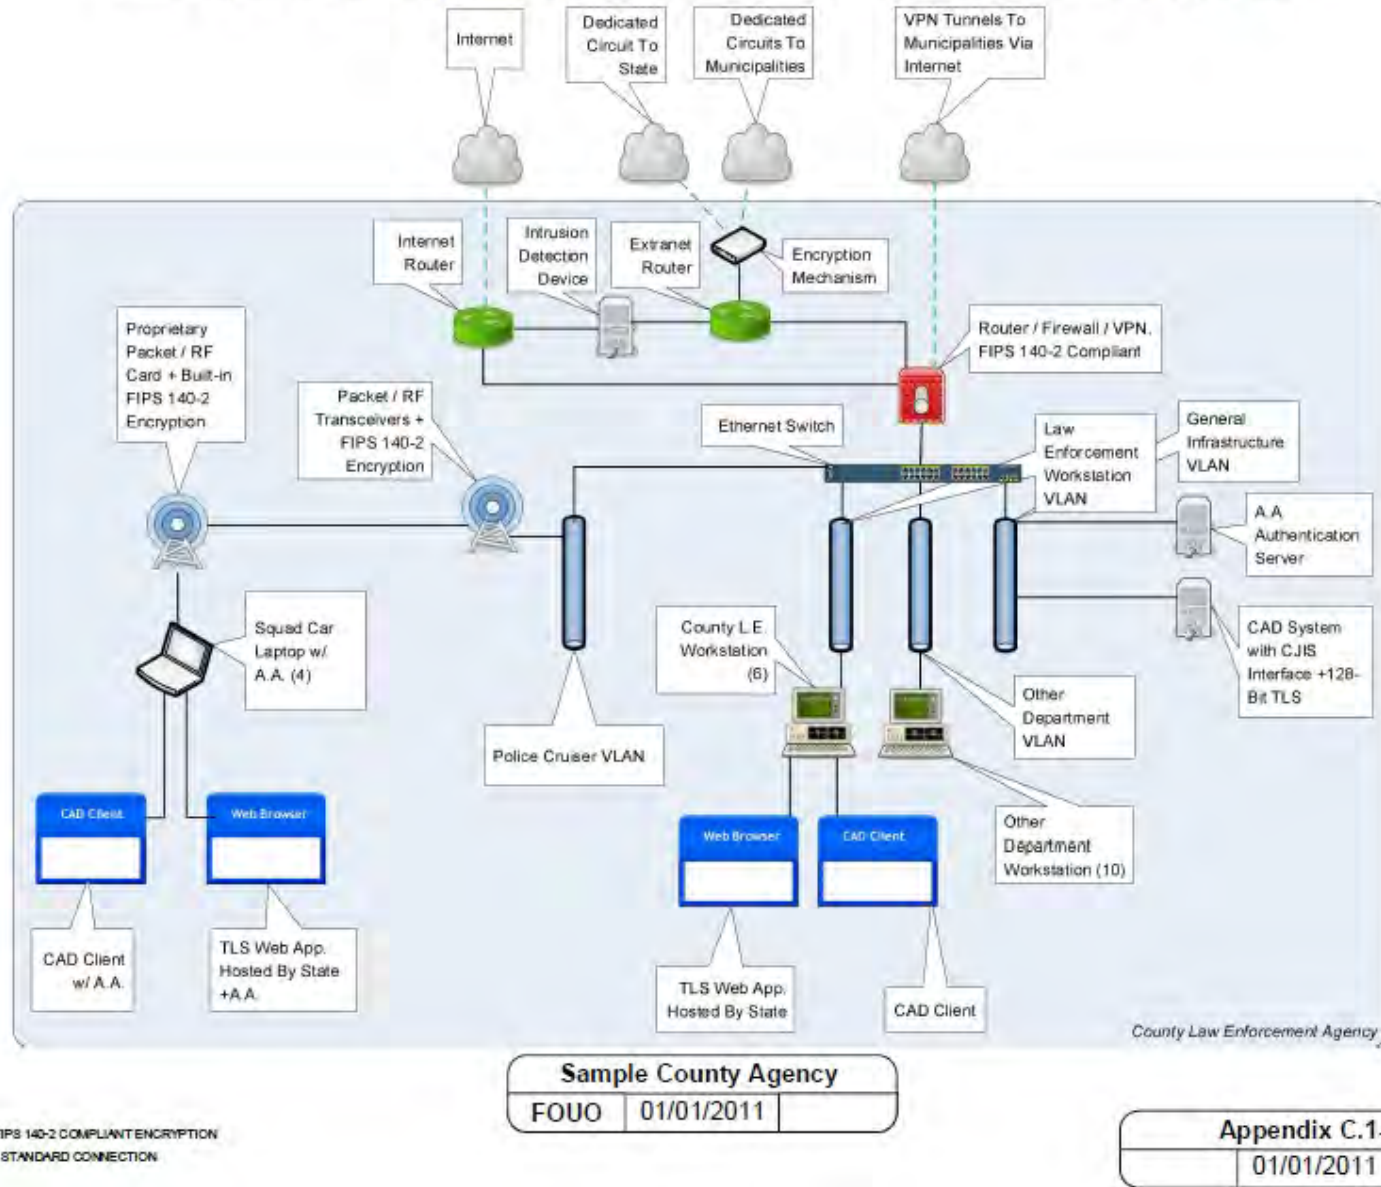 Internet
Dedicated
Circuit To
State
Dedicated
Circuits To
Municipalities
VPN Tunnels To
Municipalities Via
Internet
Internet
Router
Intrusion
Detection
Device
Extranet
Router
Encryption
Mechanism
Proprietary
Packet / RF
Card + Built-in
FIPS 140-2
Encryption
Packet / RF
Transceivers +
FIPS 140-2
Encryption
Router / Firewall / VPN.
FIPS 140-2 Compliant
Ethernet Switch
Law
Enforcement
Workstation
VLAN
General
Infrastructure
VLAN
A.A
Authentication
Server
Squad Car
Laptop w/
A.A. (4)
County L.E.
Workstation
(6)
CAD System
with CJIS
Interface +128-
Bit TLS
Police Cruiser VLAN
Other
Department
VLAN
CAD Client
Web Browser
Web Browser
CAD Client
Other
Department
Workstation (10)
CAD Client
w/ A.A.
TLS Web App.
Hosted By State
+A.A.
TLS Web App.
Hosted By State
CAD Client
County Law Enforcement Agency
Sample County Agency
FOUO 01/01/2011
IPS 140-2 COMPLIANT ENCRYPTION
STANDARD CONNECTION
Appendix C.1-
01/01/2011